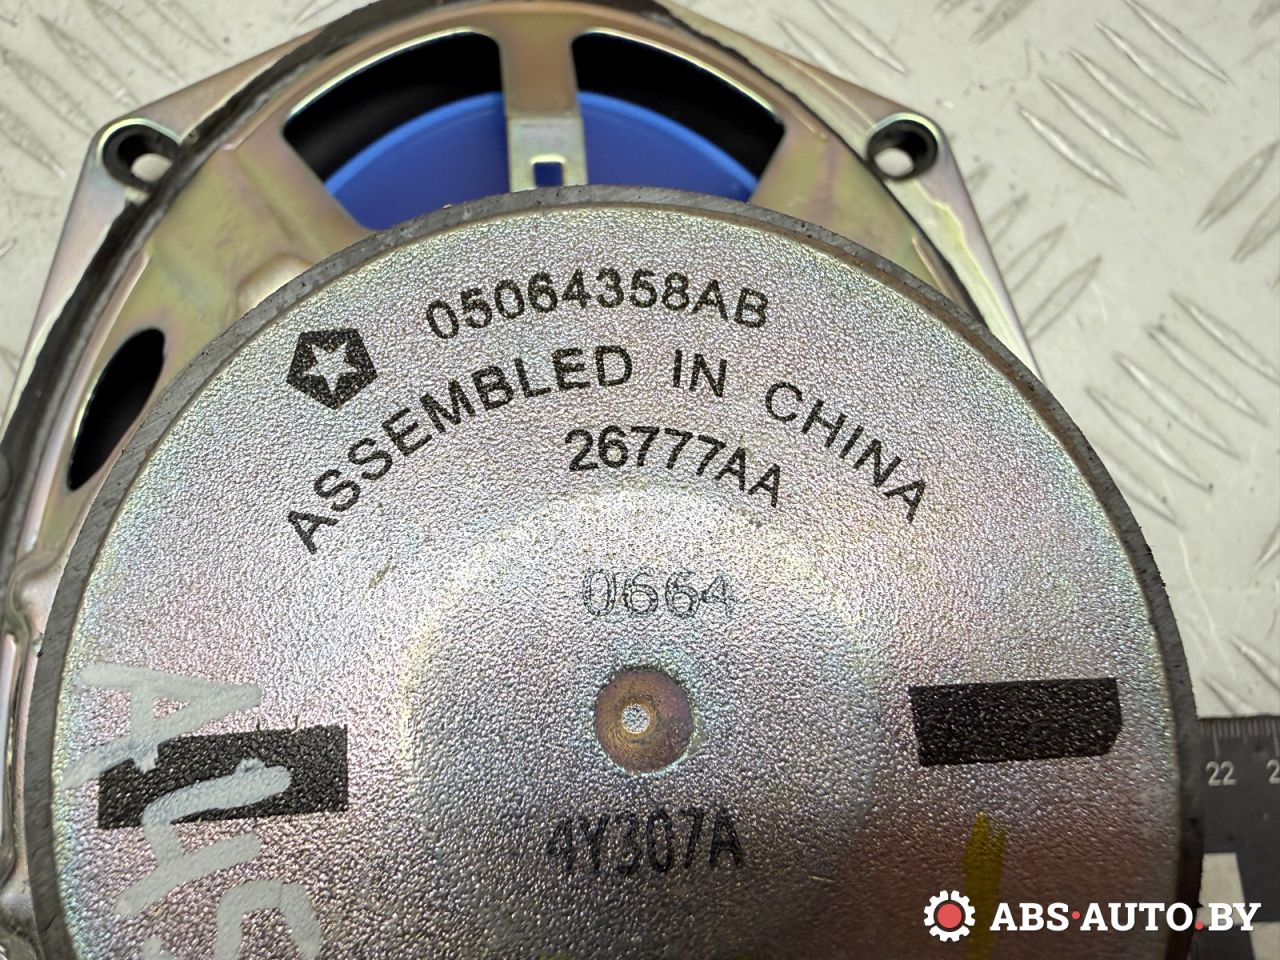 05064358AB
ASSEMBLED IN CHINA
26777AA
0664
4Y307A
22
ABS·AUTO.BY